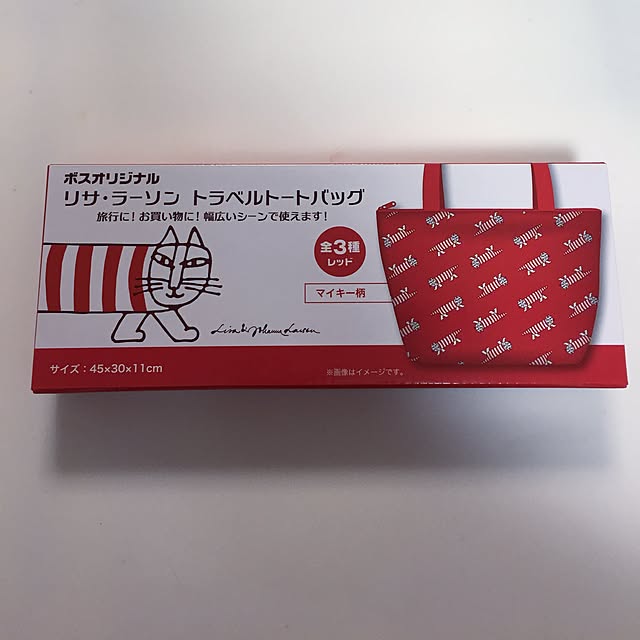 ボスオリジナル
リサ・ラーソン トラベルトートバッグ
旅行に！お買い物に！幅広いシーンで使えます！
全3種
レッド
マイキー柄
Lisa & Johanna Larson
サイズ：45×30×11cm
※画像はイメージです。